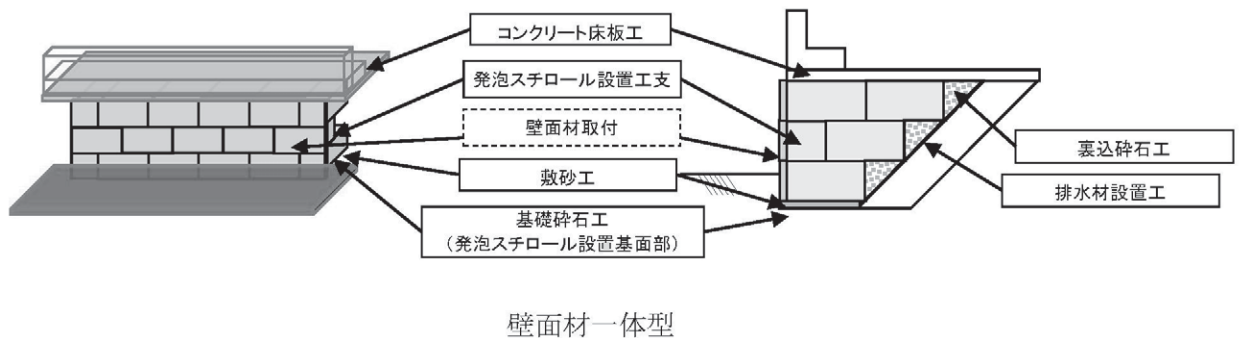 コンクリート床板工
発泡スチロール設置工支
壁面材取付
敷砂工
基礎砕石工
（発泡スチロール設置基面部）
裏込砕石工
排水材設置工
壁面材一体型